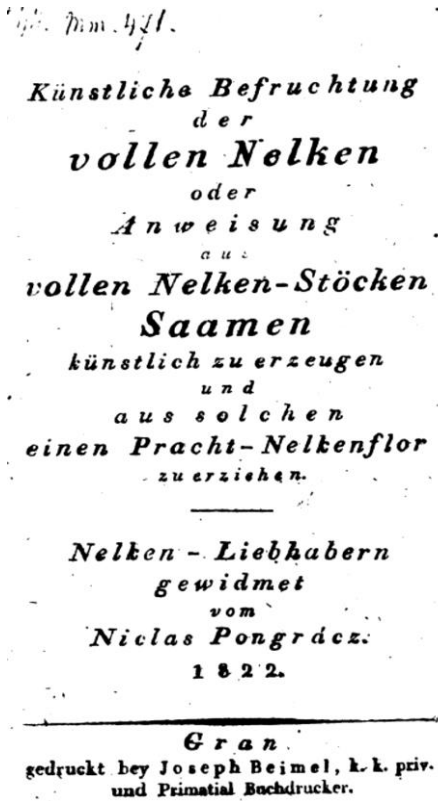 Mm. 471.
Künstliche Befruchtung
der
vollen Nelken
oder
Anweisung
aus
vollen Nelken-Stöcken
Saamen
künstlich zu erzeugen
und
aus solchen
einen Pracht-Nelkenflor
zu erziehen.
Nelken - Liebhabern
gewidmet
vom
Niclas Pongrácz.
1822.
Gran
gedruckt bey Joseph Beimel, k. k. priv.
und Primatial Buchdrucker.